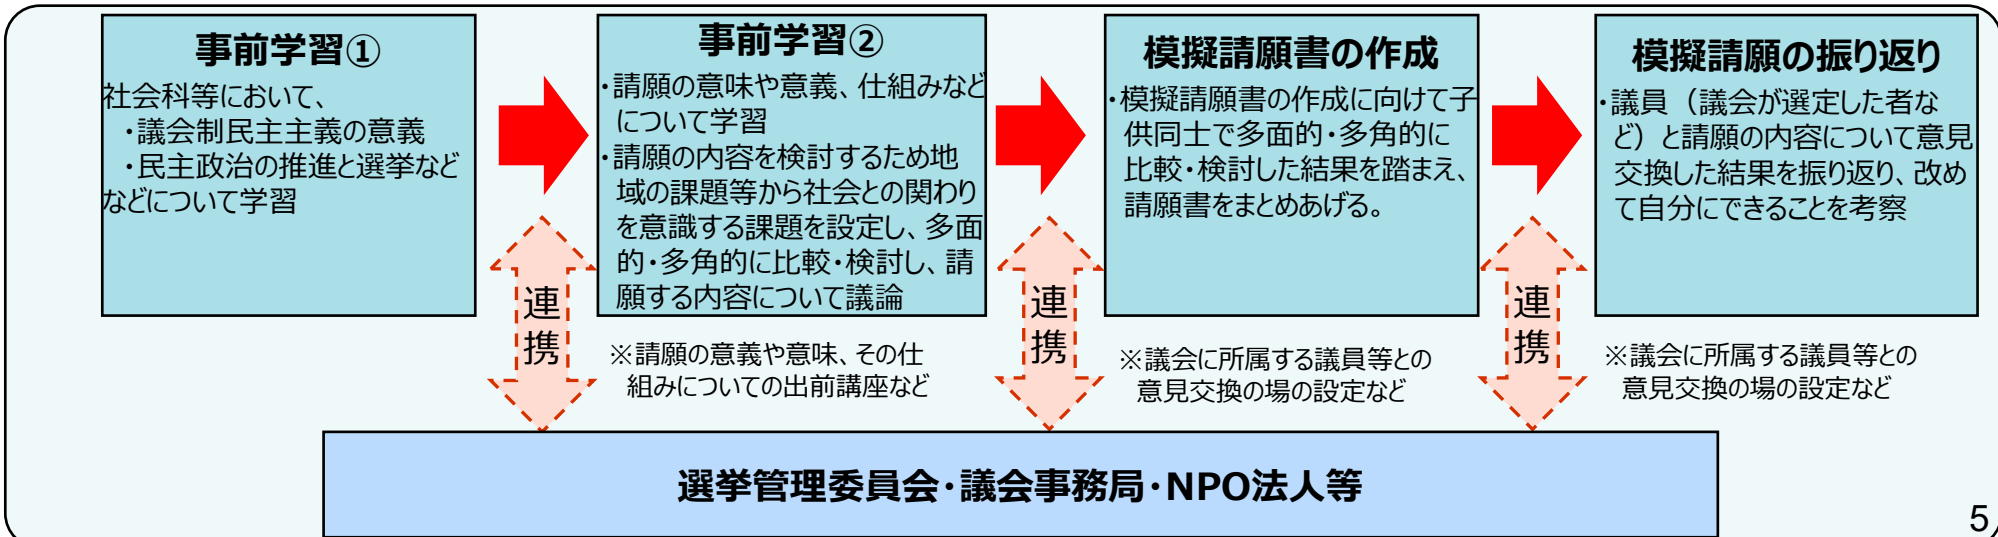 事前学習①
社会科等において、
・議会制民主主義の意義
・民主政治の推進と選挙など
などについて学習
事前学習②
・請願の意味や意義、仕組みなど
について学習
・請願の内容を検討するため地
域の課題等から社会との関わり
を意識する課題を設定し、多面
的・多角的に比較・検討し、請
願する内容について議論
模擬請願書の作成
・模擬請願書の作成に向けて子
供同士で多面的・多角的に
比較・検討した結果を踏まえ、
請願書をまとめあげる。
模擬請願の振り返り
・議員（議会が選定した者な
ど）と請願の内容について意見
交換した結果を振り返り、改め
て自分にできることを考察
連
携
※請願の意義や意味、その仕
組みについての出前講座など
連
携
※議会に所属する議員等との
意見交換の場の設定など
連
携
※議会に所属する議員等との
意見交換の場の設定など
選挙管理委員会・議会事務局・NPO法人等
5